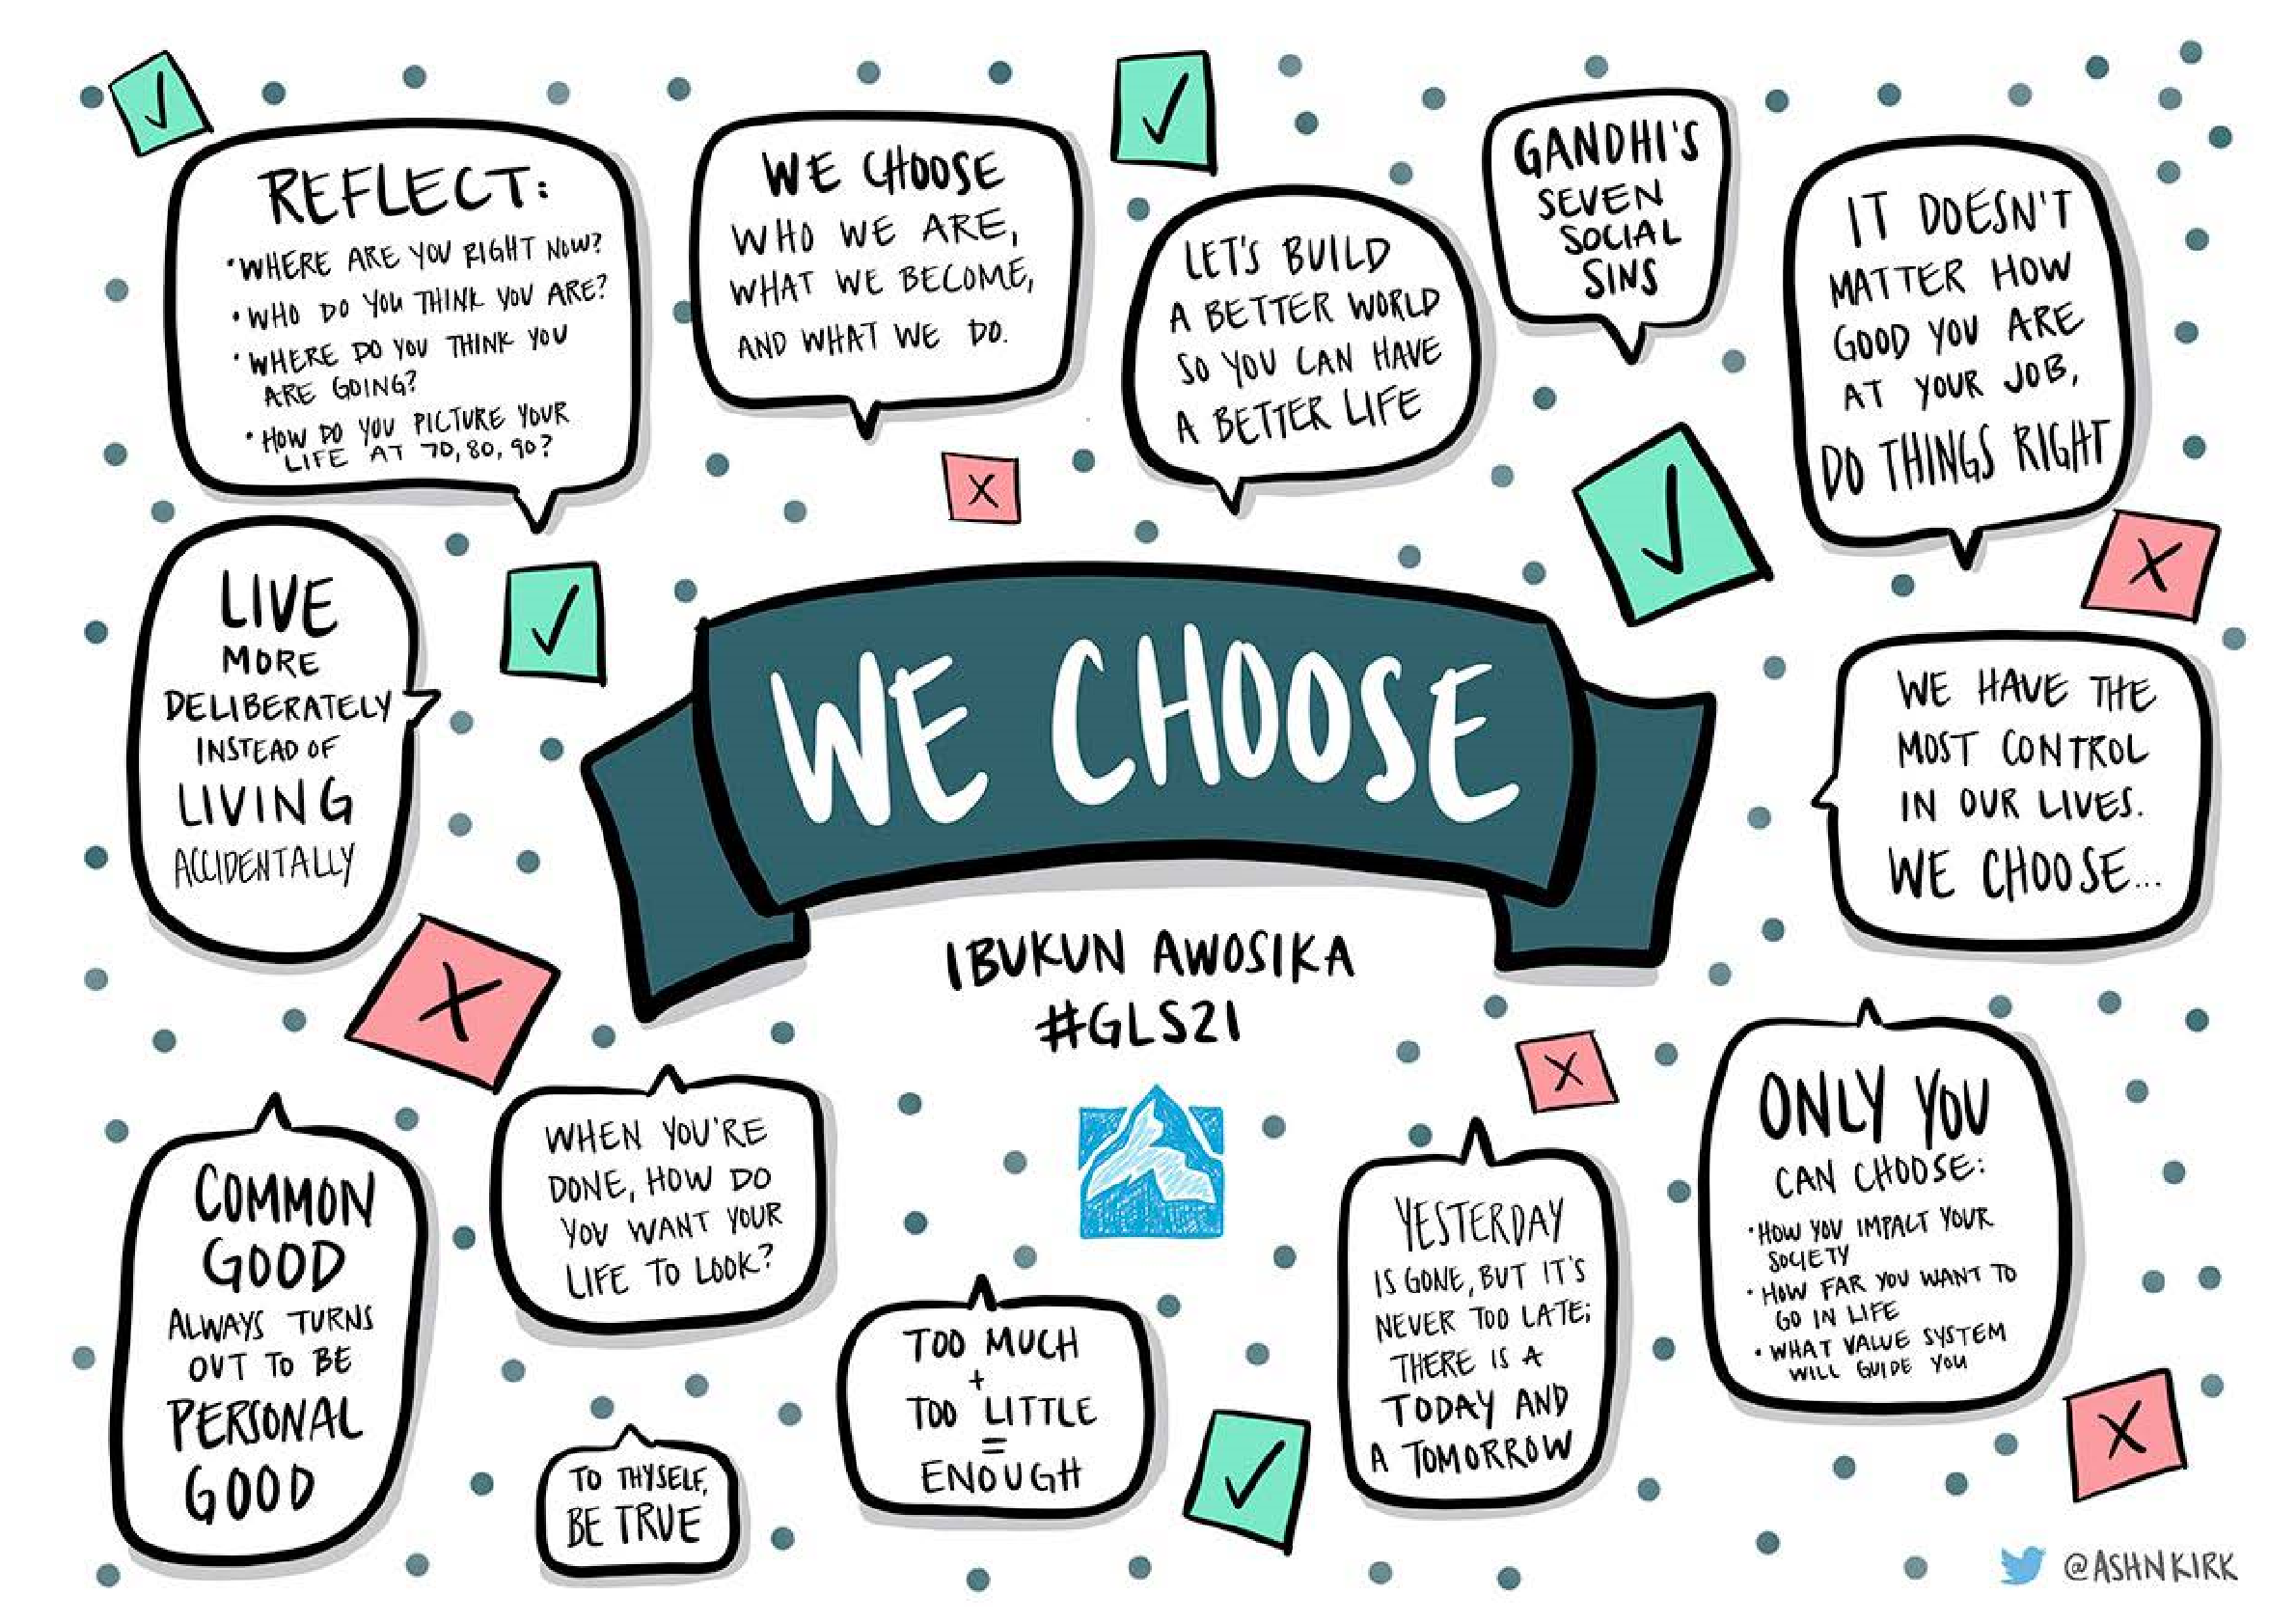 REFLECT:
•WHERE ARE YOU RIGHT NOW?
•WHO DO YOU THINK YOU ARE?
•WHERE DO YOU THINK YOU
ARE GOING?
•HOW DO YOU PICTURE YOUR
LIFE AT 70, 80, 90?
WE CHOOSE
WHO WE ARE,
WHAT WE BECOME,
AND WHAT WE DO.
LET'S BUILD
A BETTER WORLD
SO YOU CAN HAVE
A BETTER LIFE
GANDHI'S
SEVEN
SOCIAL
SINS
IT DOESN'T
MATTER HOW
GOOD YOU ARE
AT YOUR JOB,
DO THINGS RIGHT
LIVE
MORE
DELIBERATELY
INSTEAD OF
LIVING
ACCIDENTALLY
WE CHOOSE
IBUKUN AWOSIKA
#GLS21
WE HAVE THE
MOST CONTROL
IN OUR LIVES.
WE CHOOSE...
COMMON
GOOD
ALWAYS TURNS
OUT TO BE
PERSONAL
GOOD
WHEN YOU'RE
DONE, HOW DO
YOU WANT YOUR
LIFE TO LOOK?
TO THYSELF,
BE TRUE
TOO MUCH
+
TOO LITTLE
=
ENOUGH
YESTERDAY
IS GONE, BUT IT'S
NEVER TOO LATE;
THERE IS A
TODAY AND
A TOMORROW
ONLY YOU
CAN CHOOSE:
•HOW YOU IMPACT YOUR
SOCIETY
•HOW FAR YOU WANT TO
GO IN LIFE
•WHAT VALUE SYSTEM
WILL GUIDE YOU
@ASHNKIRK